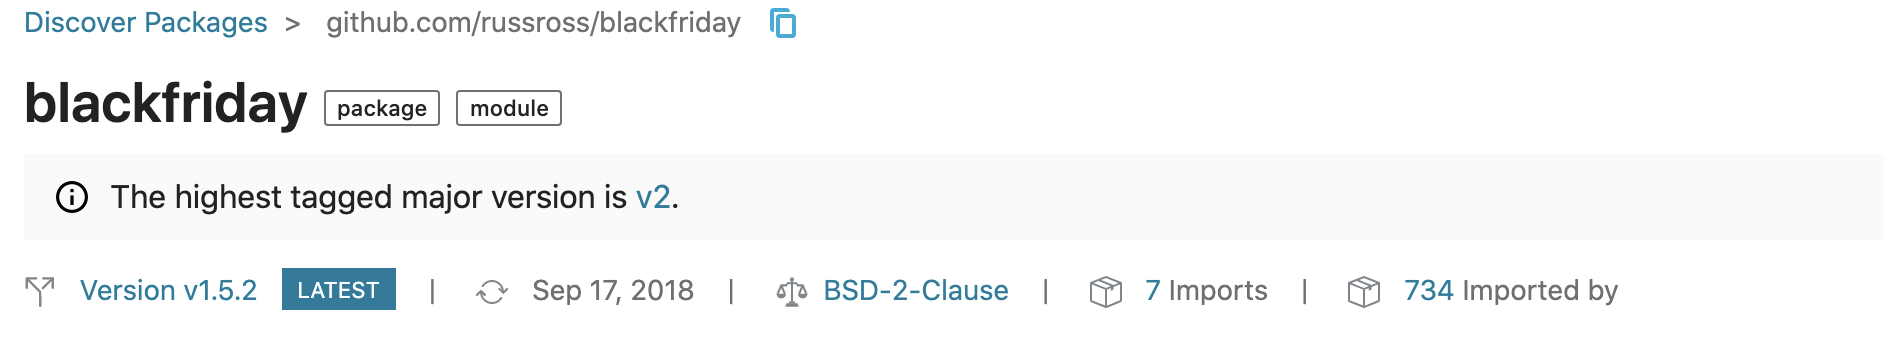 Discover Packages > github.com/russross/blackfriday
blackfriday package module
The highest tagged major version is v2.
Version v1.5.2 LATEST | Sep 17, 2018 | BSD-2-Clause | 7 Imports | 734 Imported by